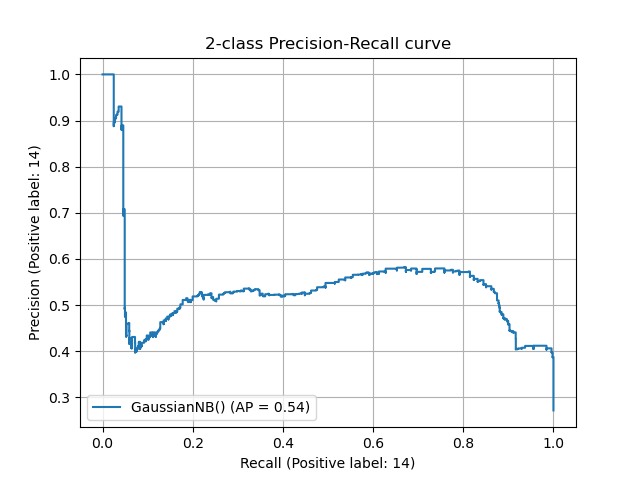 2-class Precision-Recall curve
Precision (Positive label: 14)
1.0
0.9
0.8
0.7
0.6
0.5
0.4
0.3
GaussianNB() (AP = 0.54)
0.0 0.2 0.4 0.6 0.8 1.0
Recall (Positive label: 14)